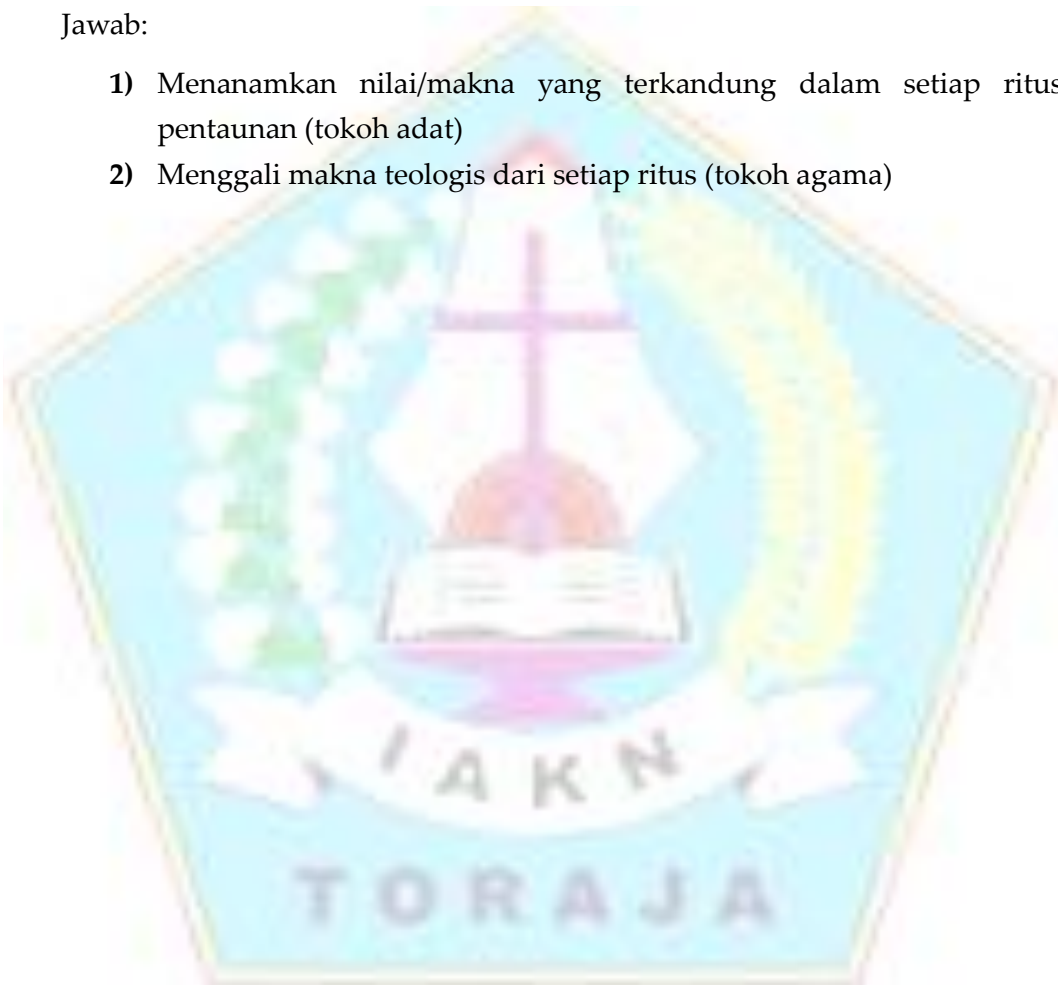 Jawab:
1) Menanamkan nilai/makna yang terkandung dalam setiap ritus
pentaunan (tokoh adat)
2) Menggali makna teologis dari setiap ritus (tokoh agama)
IAKN
TORAJA